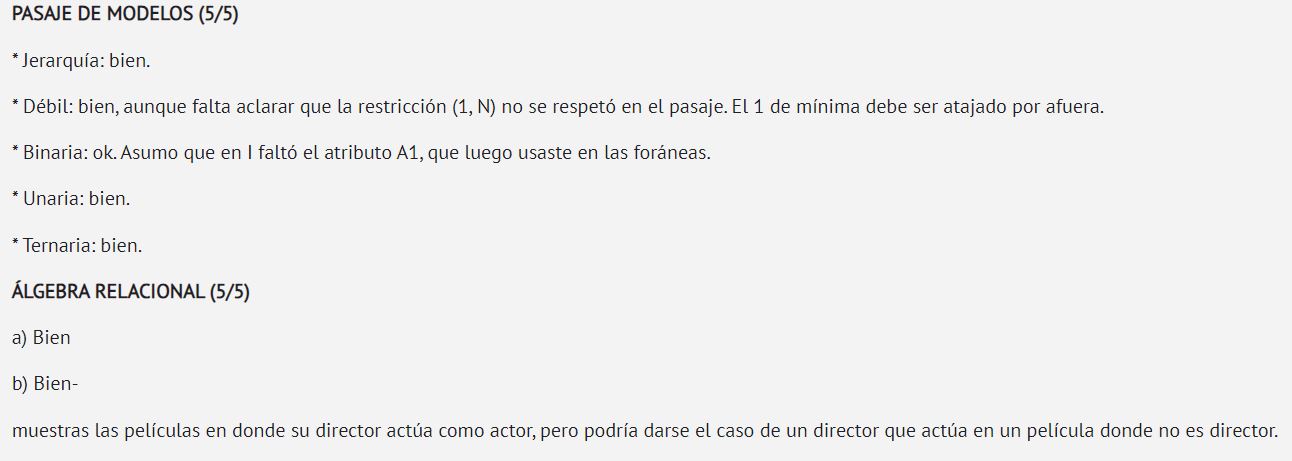 PASAJE DE MODELOS (5/5)
* Jerarquía: bien.
* Débil: bien, aunque falta aclarar que la restricción (1, N) no se respetó en el pasaje. El 1 de mínima debe ser atajado por afuera.
* Binaria: ok. Asumo que en I faltó el atributo A1, que luego usaste en las foráneas.
* Unaria: bien.
* Ternaria: bien.
ÁLGEBRA RELACIONAL (5/5)
a) Bien
b) Bien-
muestras las películas en donde su director actúa como actor, pero podría darse el caso de un director que actúa en un película donde no es director.